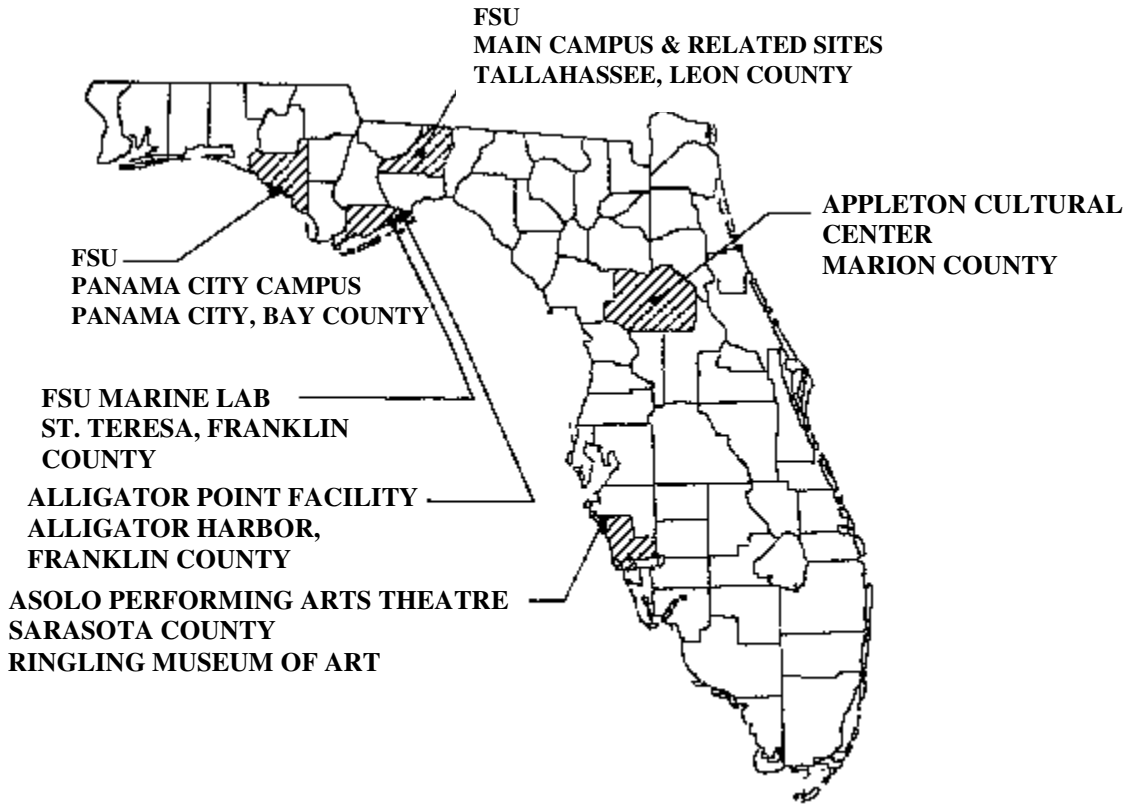 FSU
MAIN CAMPUS & RELATED SITES
TALLAHASSEE, LEON COUNTY
APPLETON CULTURAL
CENTER
MARION COUNTY
FSU
PANAMA CITY CAMPUS
PANAMA CITY, BAY COUNTY
FSU MARINE LAB
ST. TERESA, FRANKLIN
COUNTY
ALLIGATOR POINT FACILITY
ALLIGATOR HARBOR,
FRANKLIN COUNTY
ASOLO PERFORMING ARTS THEATRE
SARASOTA COUNTY
RINGLING MUSEUM OF ART